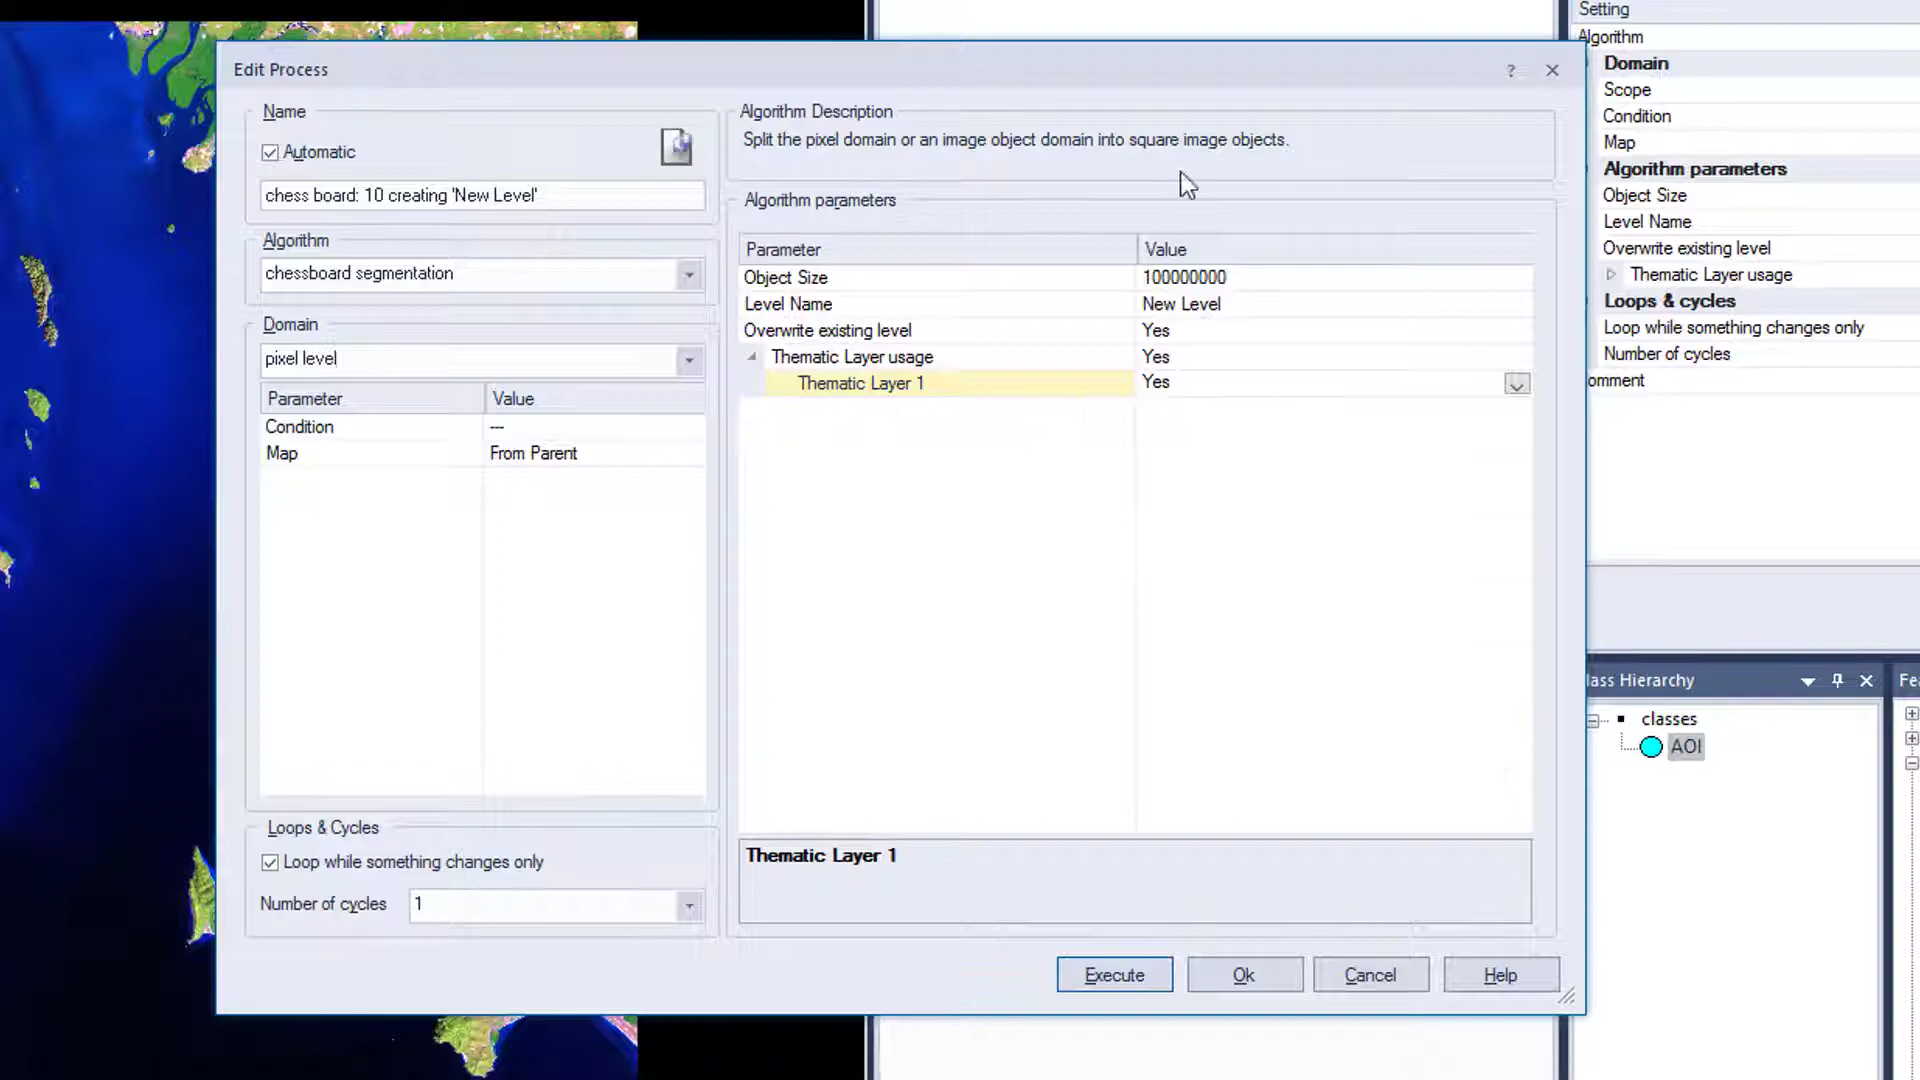 Edit Process
?
Name
Automatic
chess board: 10 creating 'New Level'
Algorithm
chessboard segmentation
Domain
pixel level
Parameter Value
Condition ---
Map From Parent
Loops & Cycles
Loop while something changes only
Number of cycles 1
Algorithm Description
Split the pixel domain or an image object domain into square image objects.
Algorithm parameters
Parameter Value
Object Size 100000000
Level Name New Level
Overwrite existing level Yes
Thematic Layer usage Yes
Thematic Layer 1 Yes
Thematic Layer 1
Execute Ok Cancel Help
Setting
Algorithm
Domain
Scope
Condition
Map
Algorithm parameters
Object Size
Level Name
Overwrite existing level
Thematic Layer usage
Loops & cycles
Loop while something changes only
Number of cycles
omment
lass Hierarchy
classes
AOI
Fea